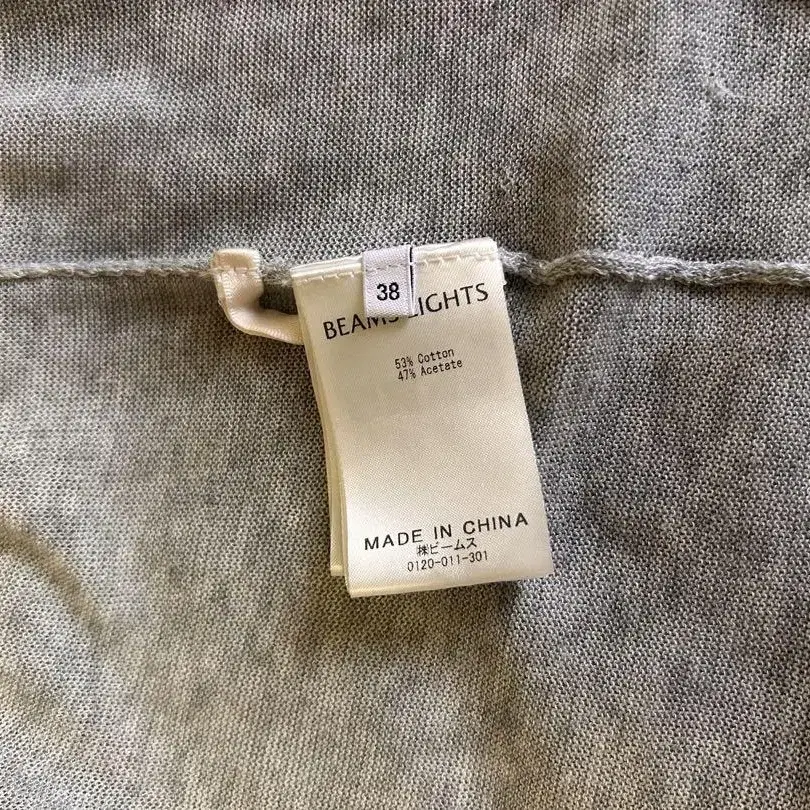 38
BEAMS LIGHTS
53% Cotton
47% Acetate
MADE IN CHINA
㈱ビームス
0120-011-301